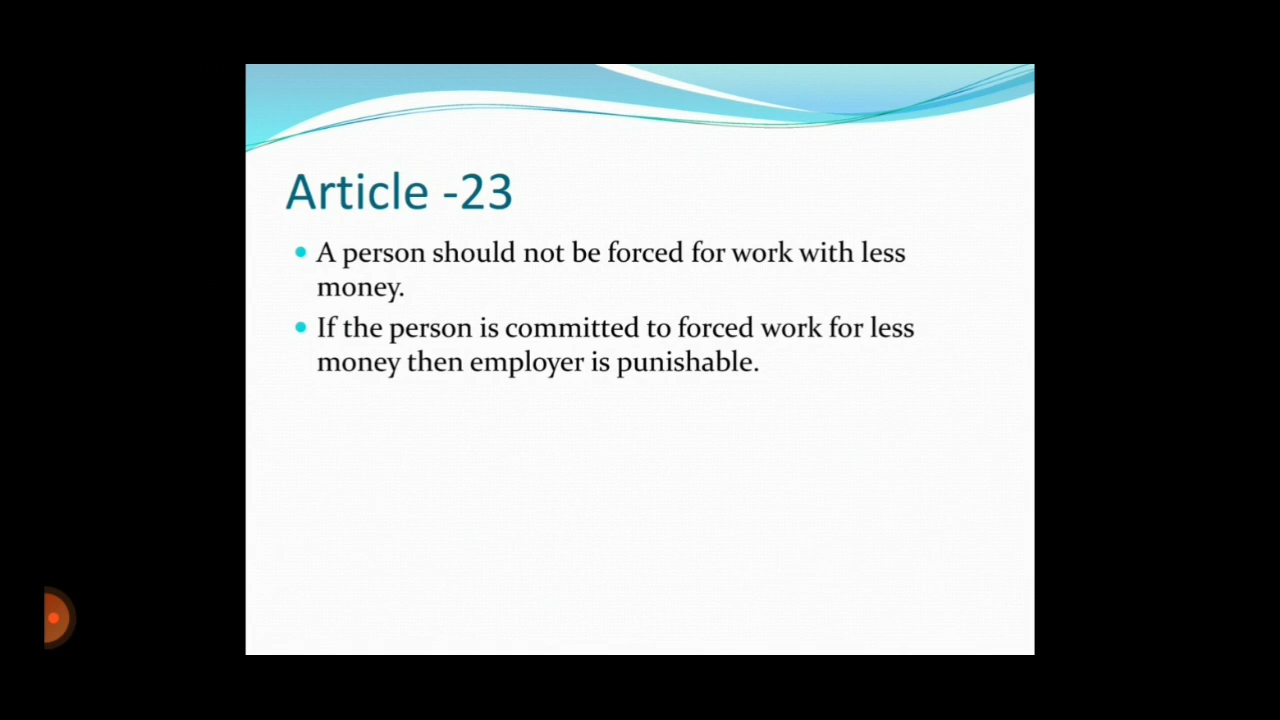 Article -23
A person should not be forced for work with less
money.
If the person is committed to forced work for less
money then employer is punishable.